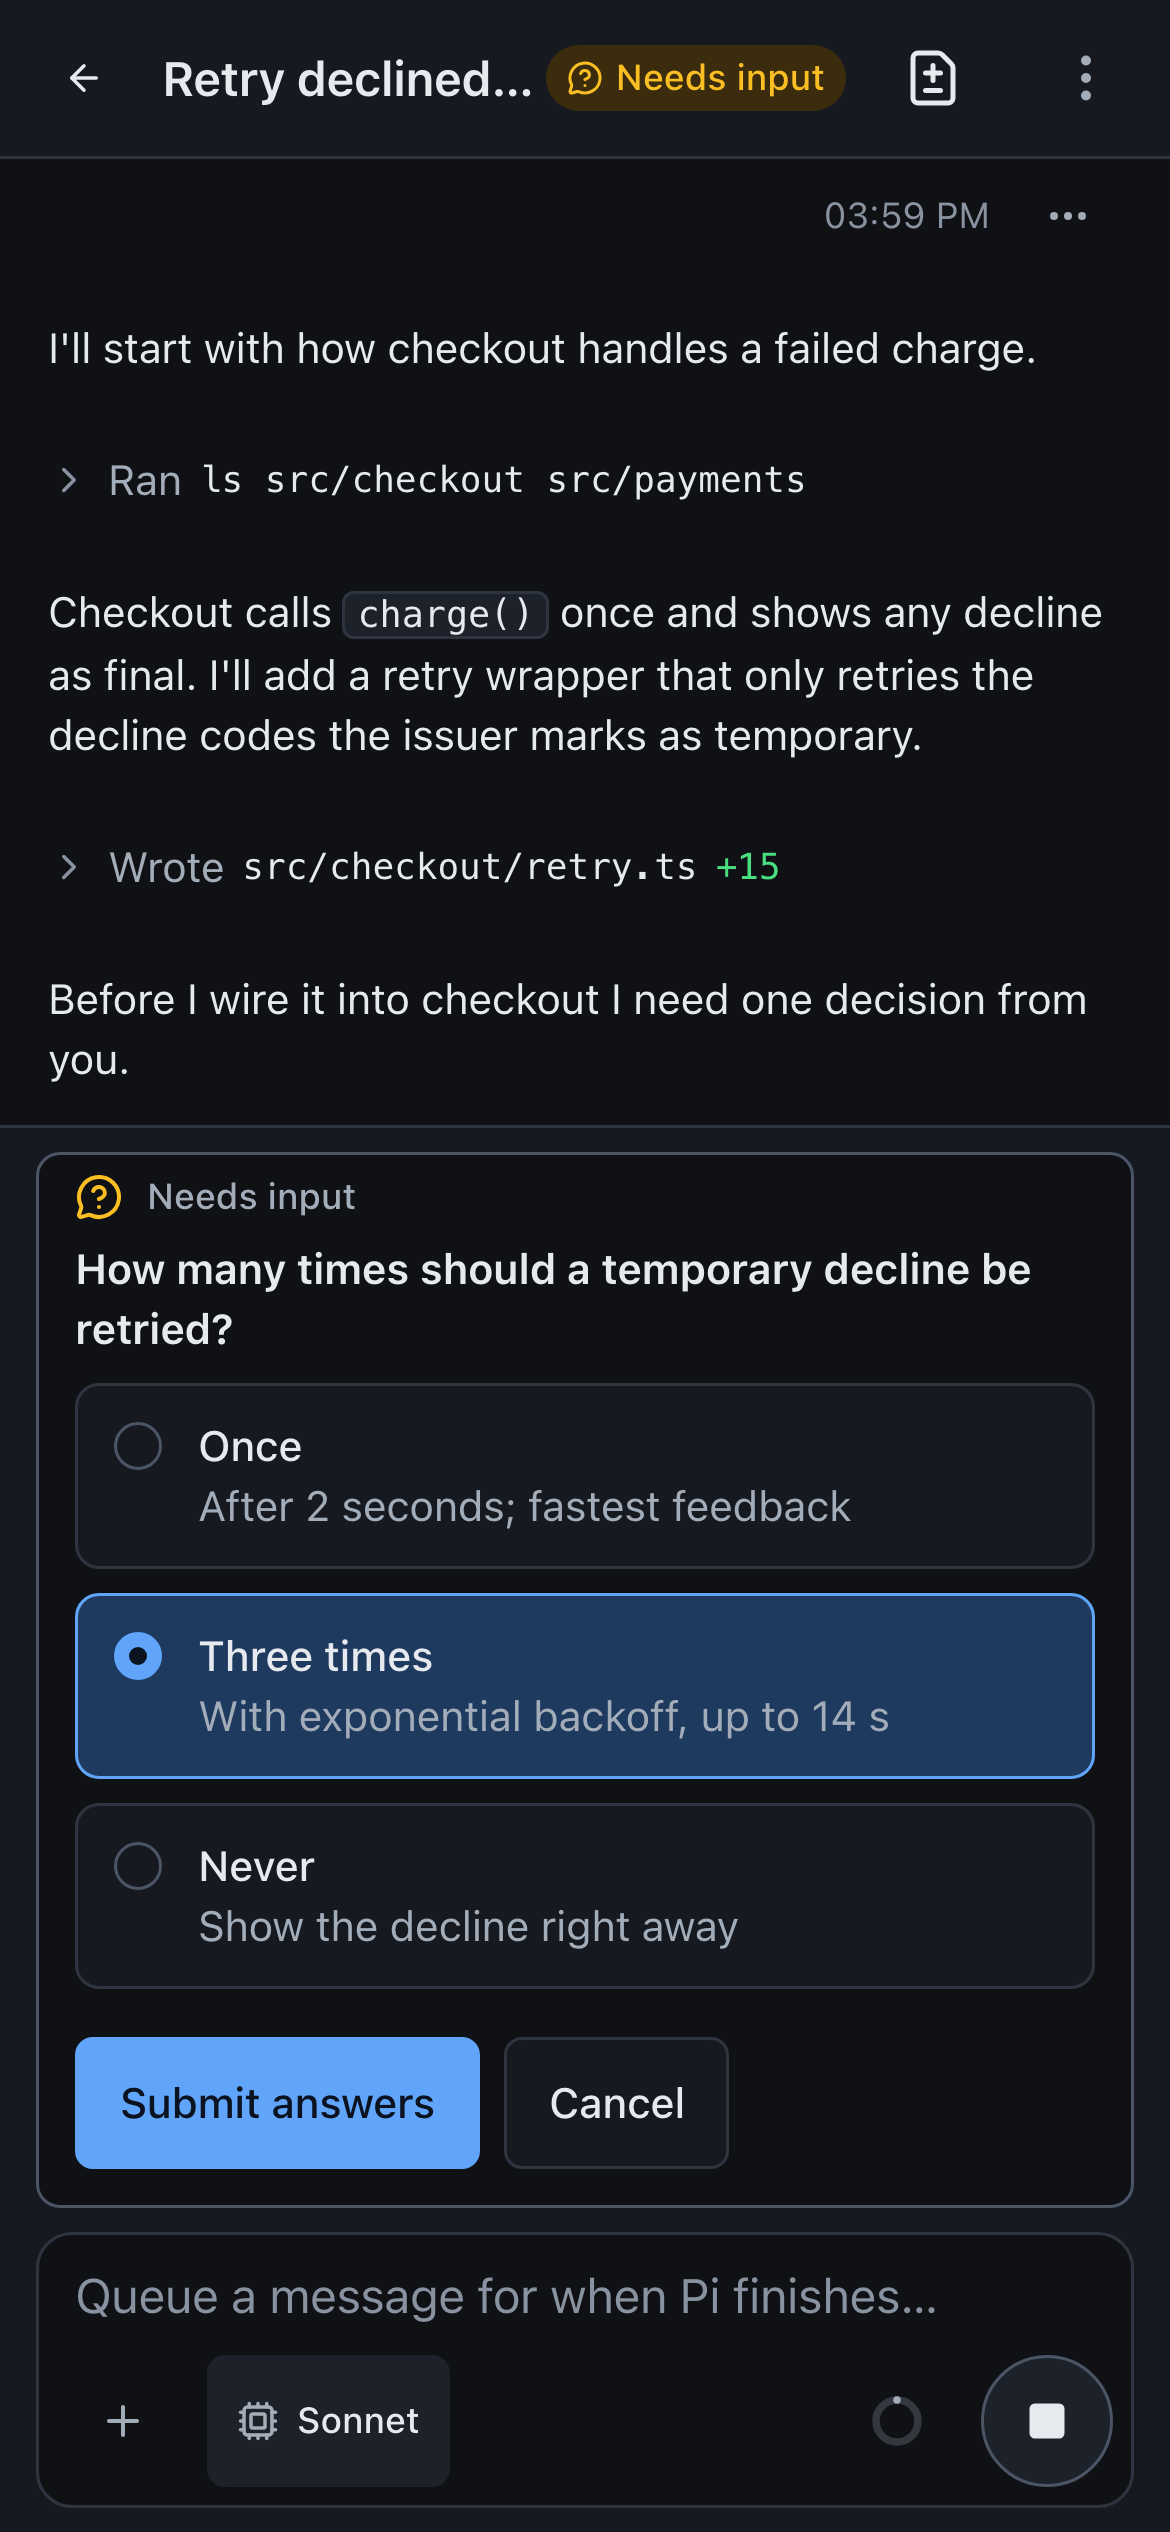 Retry declined...
Needs input
03:59 PM
I'll start with how checkout handles a failed charge.
Ran ls src/checkout src/payments
Checkout calls charge() once and shows any decline
as final. I'll add a retry wrapper that only retries the
decline codes the issuer marks as temporary.
Wrote src/checkout/retry.ts +15
Before I wire it into checkout I need one decision from
you.
Needs input
How many times should a temporary decline be
retried?
Once
After 2 seconds; fastest feedback
Three times
With exponential backoff, up to 14 s
Never
Show the decline right away
Submit answers
Cancel
Queue a message for when Pi finishes...
Sonnet